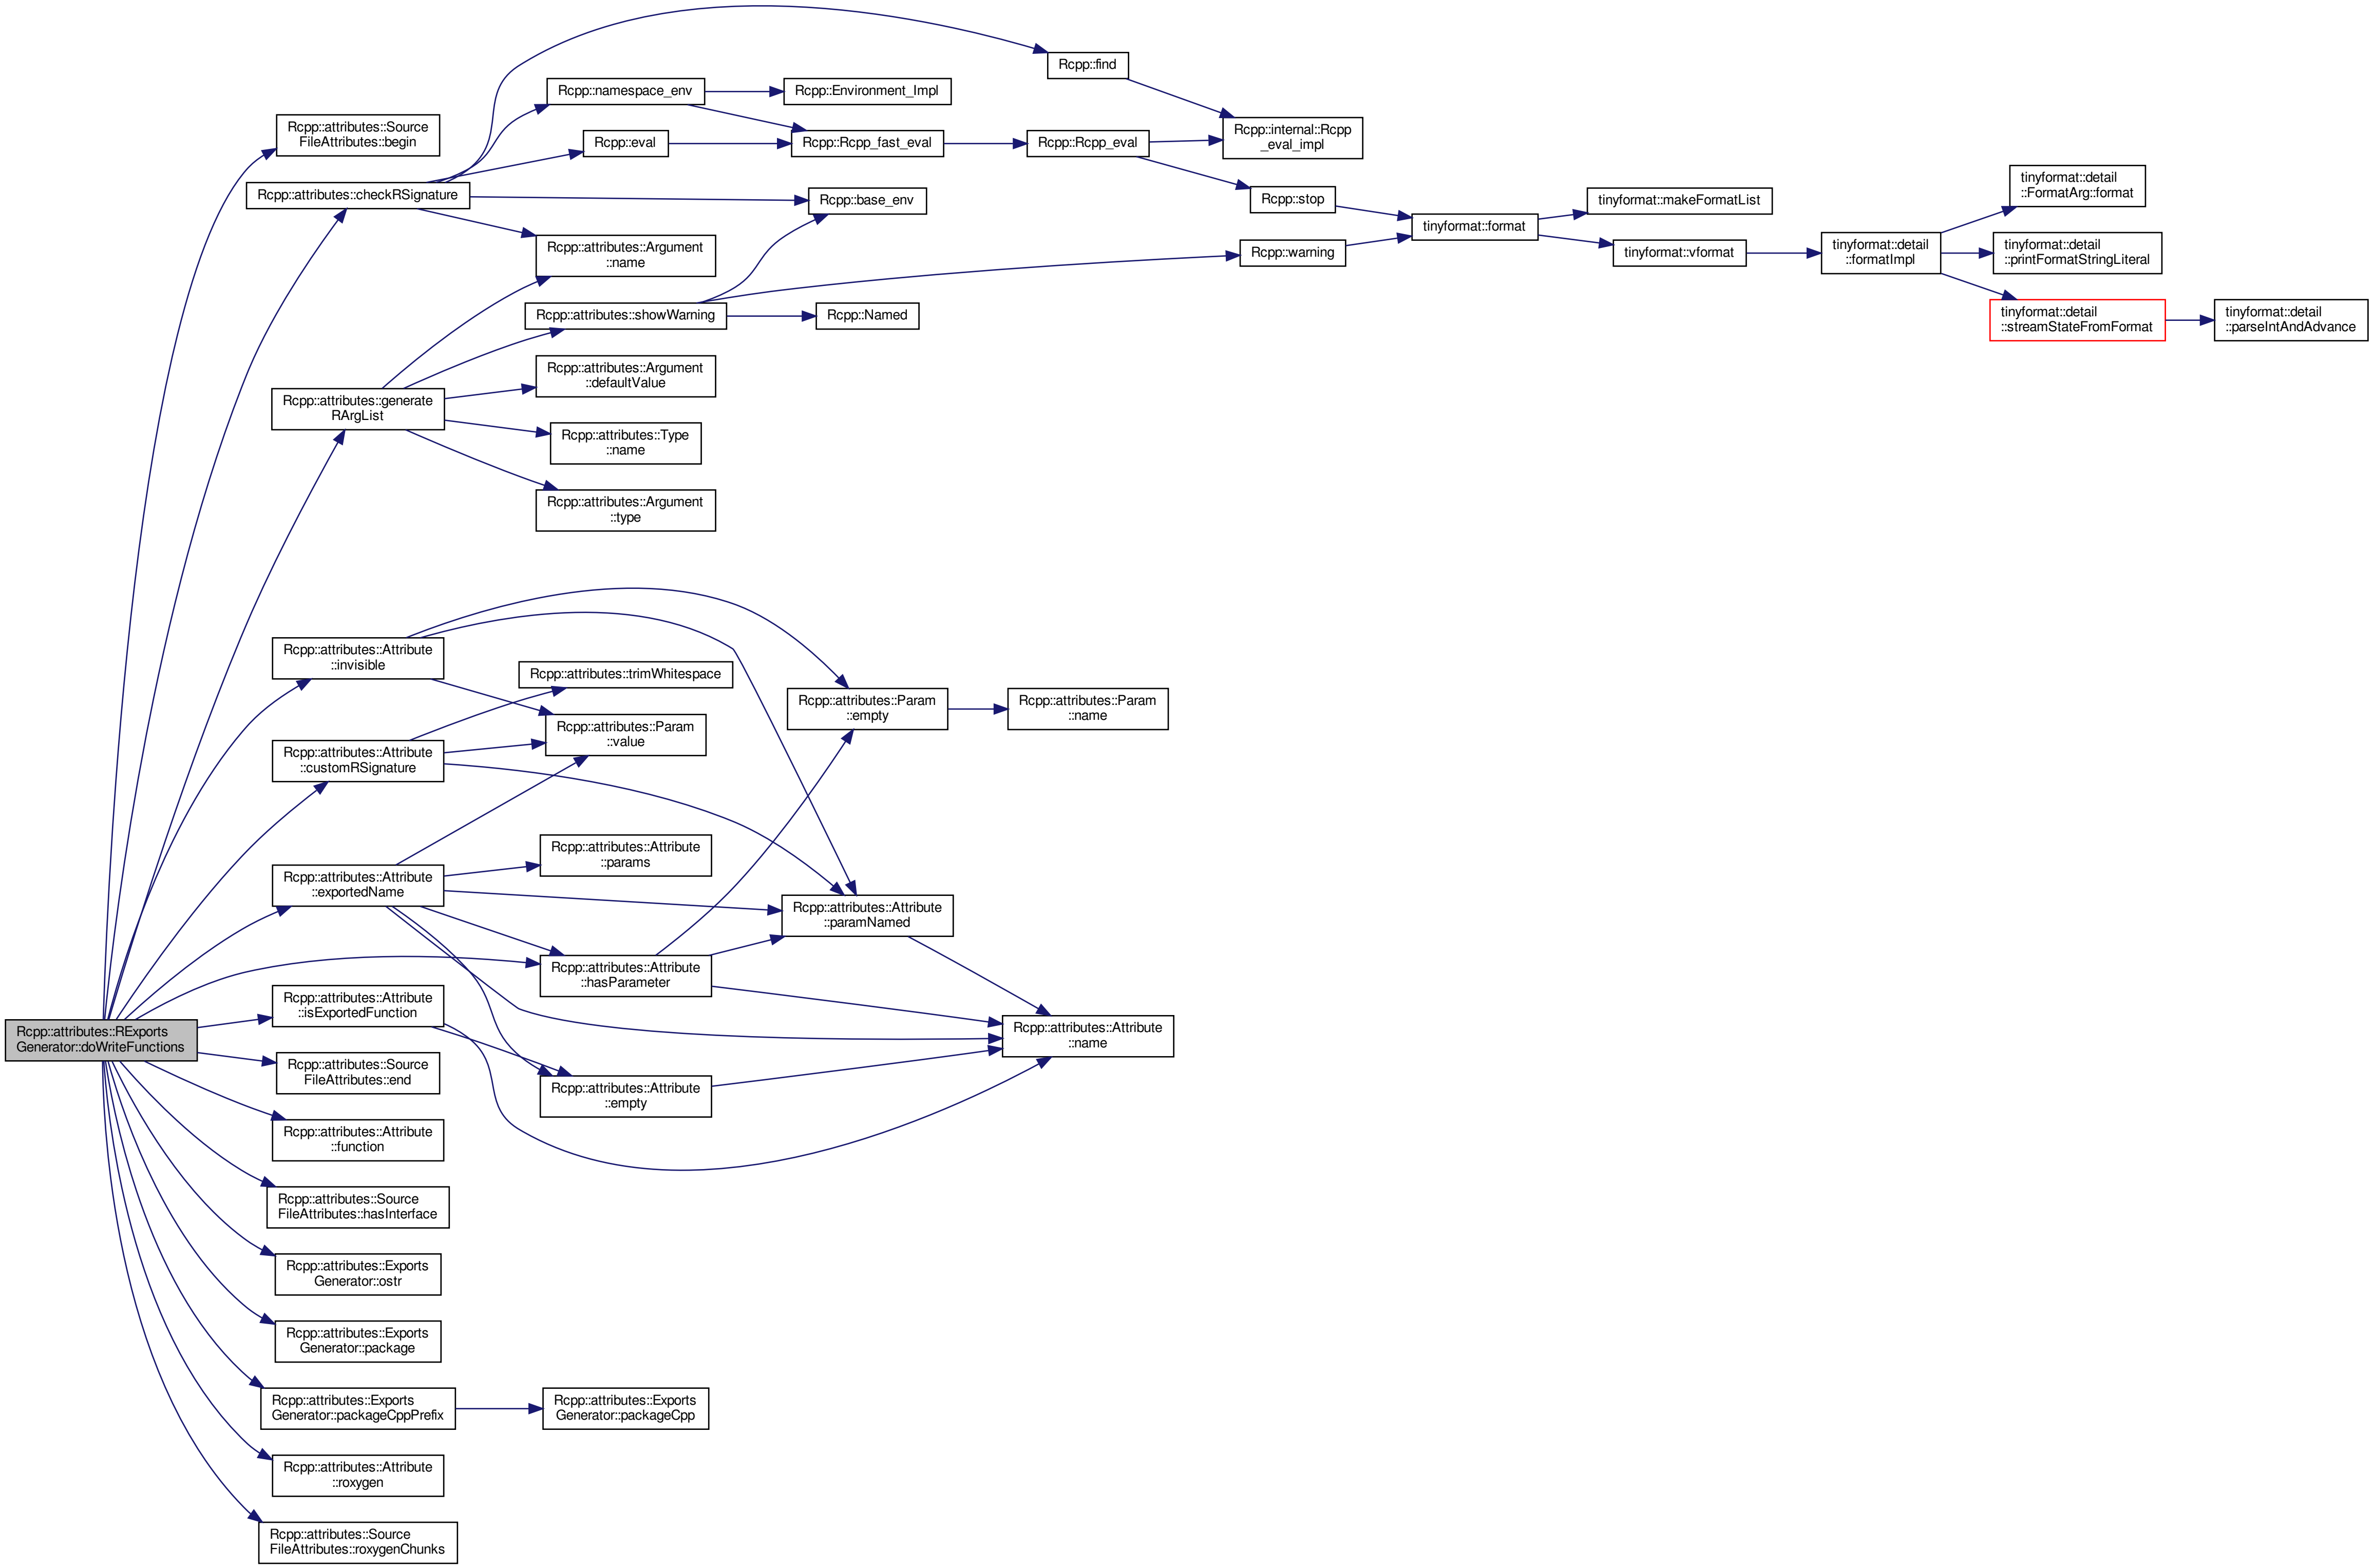 Rcpp::attributes::RExports
Generator::doWriteFunctions
Rcpp::attributes::Source
FileAttributes::begin
Rcpp::attributes::checkRSignature
Rcpp::attributes::generate
RArgList
Rcpp::attributes::Attribute
::invisible
Rcpp::attributes::Attribute
::customRSignature
Rcpp::attributes::Attribute
::exportedName
Rcpp::attributes::Attribute
::isExportedFunction
Rcpp::attributes::Source
FileAttributes::end
Rcpp::attributes::Attribute
::function
Rcpp::attributes::Source
FileAttributes::hasInterface
Rcpp::attributes::Exports
Generator::ostr
Rcpp::attributes::Exports
Generator::package
Rcpp::attributes::Exports
Generator::packageCppPrefix
Rcpp::attributes::Attribute
::roxygen
Rcpp::attributes::Source
FileAttributes::roxygenChunks
Rcpp::namespace_env
Rcpp::eval
Rcpp::attributes::Argument
::name
Rcpp::attributes::showWarning
Rcpp::attributes::Argument
::defaultValue
Rcpp::attributes::Type
::name
Rcpp::attributes::Argument
::type
Rcpp::attributes::trimWhitespace
Rcpp::attributes::Param
::value
Rcpp::attributes::Attribute
::params
Rcpp::attributes::Attribute
::hasParameter
Rcpp::attributes::Attribute
::empty
Rcpp::attributes::Exports
Generator::packageCpp
Rcpp::Environment_Impl
Rcpp::Rcpp_fast_eval
Rcpp::base_env
Rcpp::Named
Rcpp::attributes::Param
::empty
Rcpp::attributes::Attribute
::paramNamed
Rcpp::find
Rcpp::Rcpp_eval
Rcpp::attributes::Param
::name
Rcpp::attributes::Attribute
::name
Rcpp::internal::Rcpp
_eval_impl
Rcpp::stop
Rcpp::warning
tinyformat::format
tinyformat::makeFormatList
tinyformat::vformat
tinyformat::detail
::formatImpl
tinyformat::detail
::FormatArg::format
tinyformat::detail
::printFormatStringLiteral
tinyformat::detail
::streamStateFromFormat
tinyformat::detail
::parseIntAndAdvance